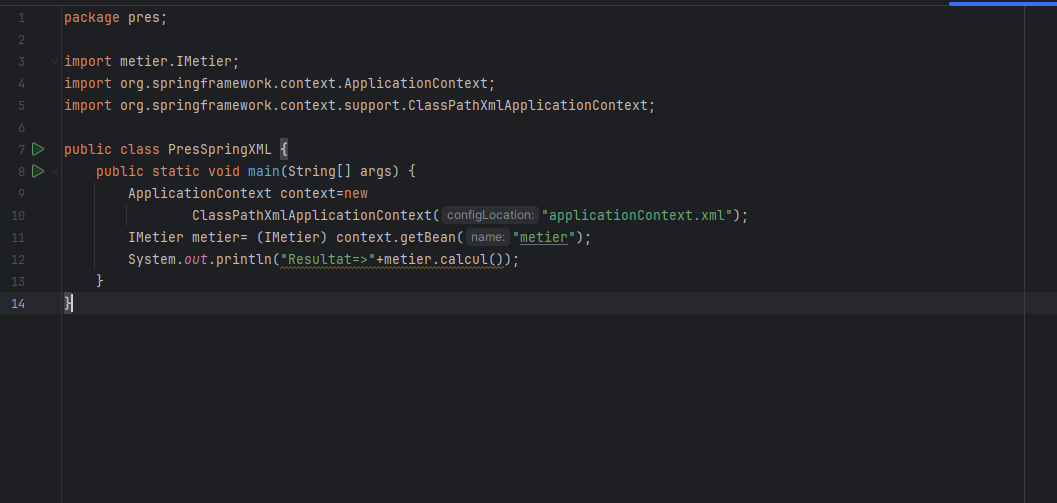 1 package pres;
2
3 import metier.IMetier;
4 import org.springframework.context.ApplicationContext;
5 import org.springframework.context.support.ClassPathXmlApplicationContext;
6
7 public class PresSpringXML {
8     public static void main(String[] args) {
9         ApplicationContext context=new
10                 ClassPathXmlApplicationContext( configLocation: "applicationContext.xml");
11         IMetier metier= (IMetier) context.getBean( name: "metier");
12         System.out.println("Resultat=>"+metier.calcul());
13     }
14 }